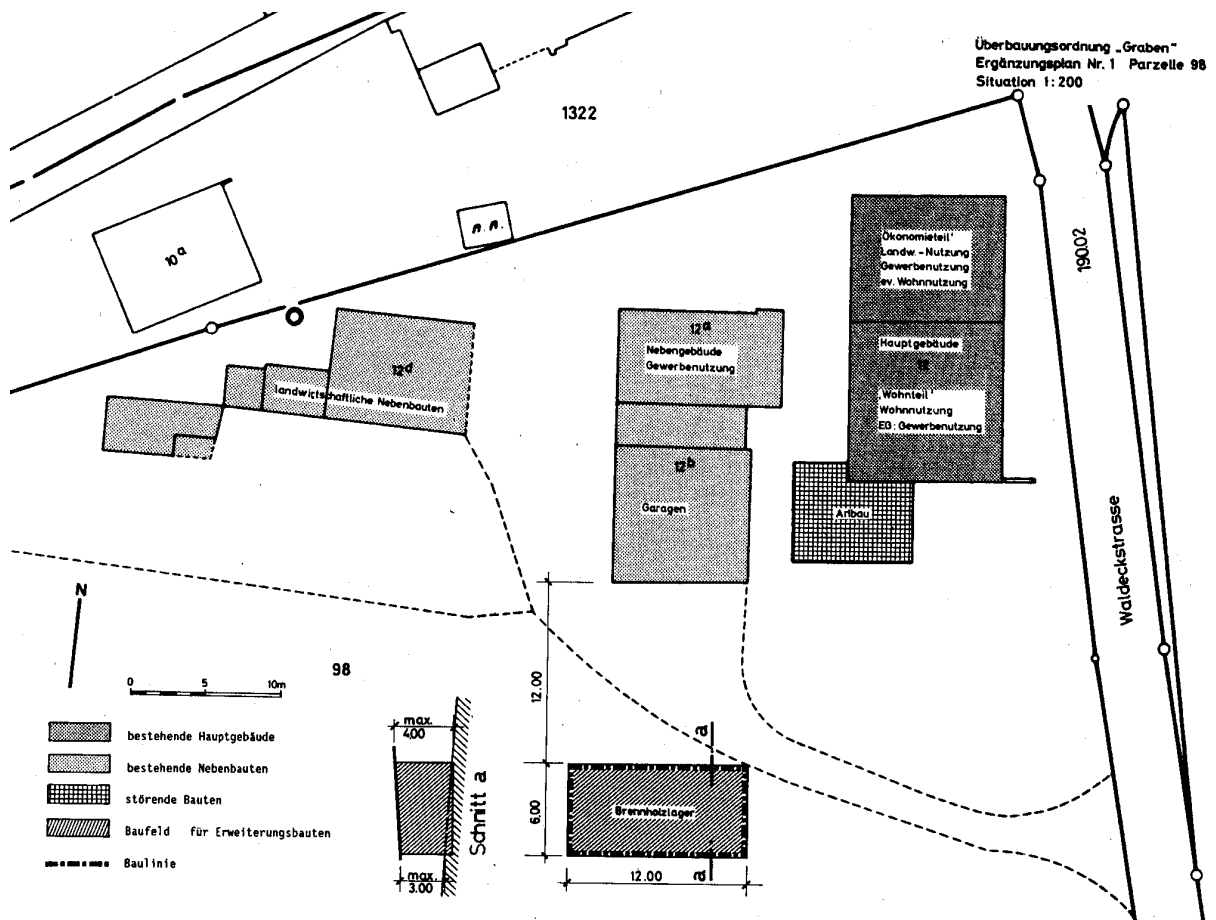 Überbauungsordnung „Graben"
Ergänzungsplan Nr. 1 Parzelle 98
Situation 1:200
1322
10a
n.n.
190.02
Ökonomieteil'
Landw.-Nutzung
Gewerbenutzung
ev. Wohnnutzung
12a
Nebengebäude
Gewerbenutzung
Hauptgebäude
12
12d
landwirtschaftliche Nebenbauten
‚Wohnteil'
Wohnnutzung
EG: Gewerbenutzung
12b
Garagen
Anbau
Waldeckstrasse
N
98
0 5 10m
12.00
max.
4.00
a
bestehende Hauptgebäude
bestehende Nebenbauten
störende Bauten
Baufeld für Erweiterungsbauten
Baulinie
Schnitt a
6.00
Brennholzlager
max.
3.00
12.00
a